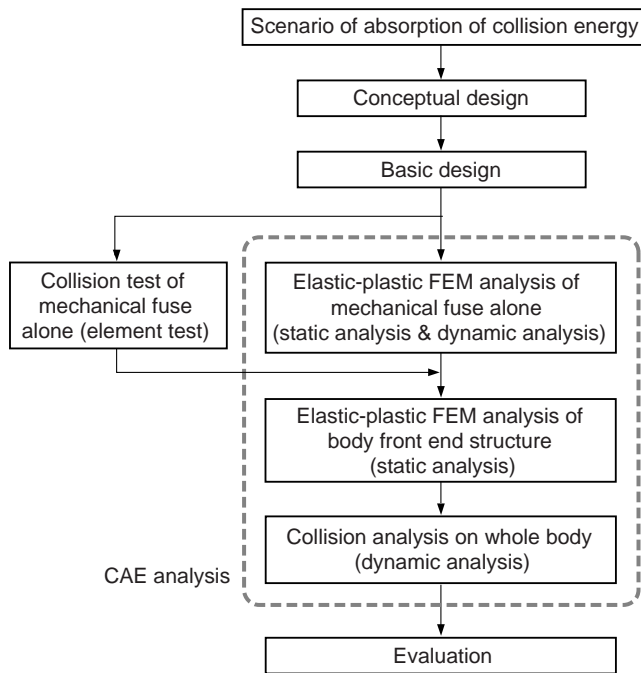 Scenario of absorption of collision energy
Conceptual design
Basic design
Collision test of
mechanical fuse
alone (element test)
Elastic-plastic FEM analysis of
mechanical fuse alone
(static analysis & dynamic analysis)
Elastic-plastic FEM analysis of
body front end structure
(static analysis)
Collision analysis on whole body
(dynamic analysis)
CAE analysis
Evaluation